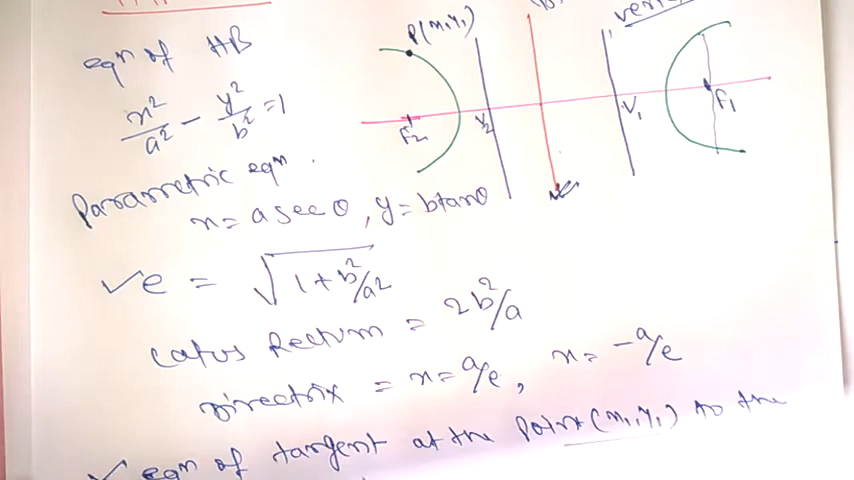 P(x₁,y₁)
eqⁿ of HB
x²/a² - y²/b² = 1
F₂
V₂
V₁
F₁
Parametric eqⁿ.
x = a sec θ, y = b tan θ
✓e = √(1 + b²/a²)
Latus Rectum = 2b²/a
Directrix = x = a/e, x = -a/e
✓ eqⁿ of tangent at the point (x₁,y₁) to the